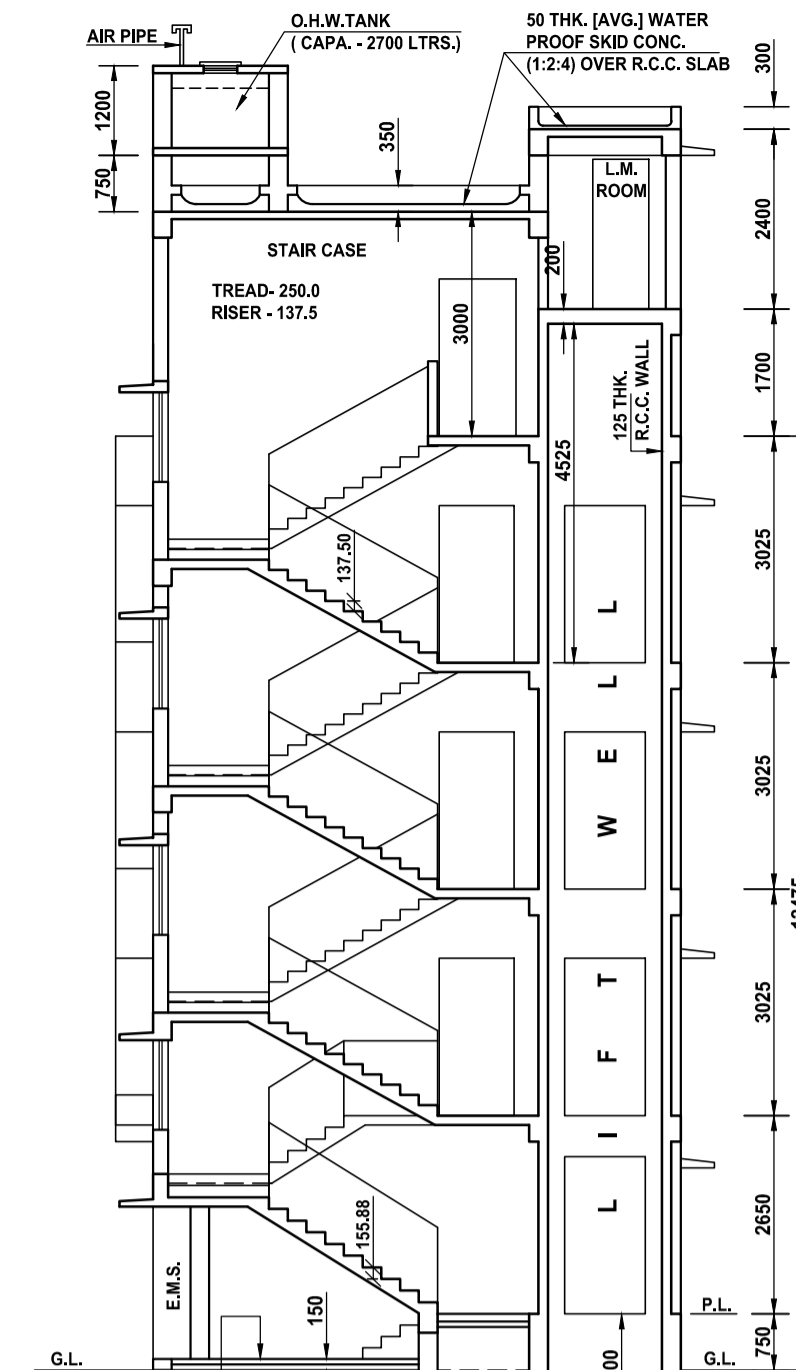 O.H.W.TANK
( CAPA. - 2700 LTRS.)
50 THK. [AVG.] WATER
PROOF SKID CONC.
(1:2:4) OVER R.C.C. SLAB
AIR PIPE
300
1200
350
750
L.M.
ROOM
2400
STAIR CASE
200
TREAD- 250.0
RISER - 137.5
3000
1700
125 THK.
R.C.C. WALL
4525
3025
137.50
3025
3025
LIFT WELL
155.88
2650
E.M.S.
150
P.L.
750
G.L.
G.L.